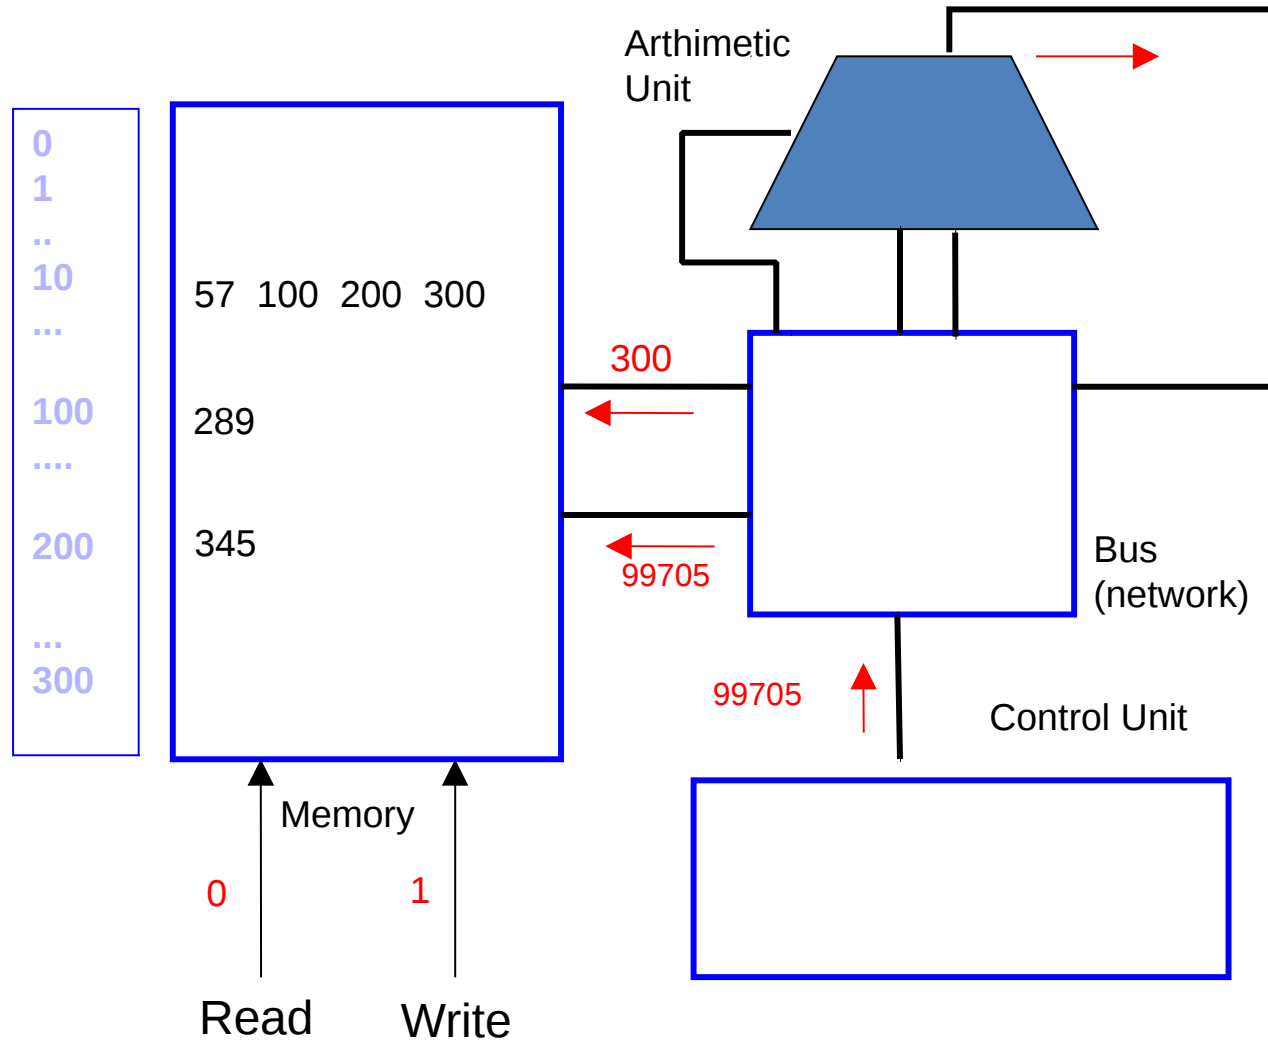 Arthimetic
Unit
0
1
..
10
...
100
....
200
...
300
57 100 200 300
289
345
300
99705
Bus
(network)
99705
Control Unit
Memory
0
1
Read
Write